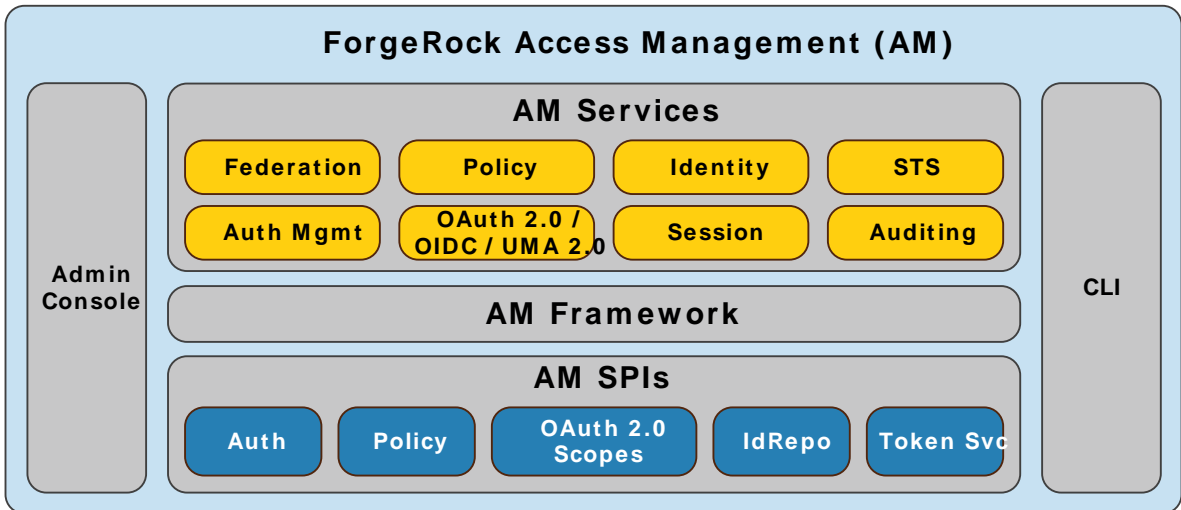 ForgeRock Access Management (AM)
AM Services
Federation
Policy
Identity
STS
Auth Mgmt
OAuth 2.0 /
OIDC / UMA 2.0
Session
Auditing
Admin
Console
CLI
AM Framework
AM SPIs
Auth
Policy
OAuth 2.0
Scopes
IdRepo
Token Svc